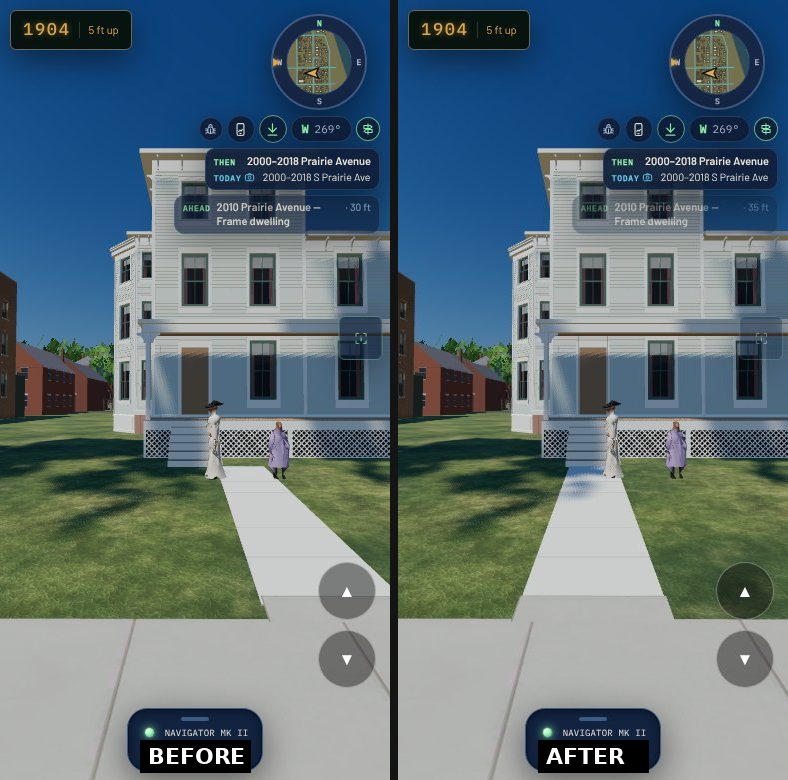 1904 5 ft up
N
W E
S
W 269°
THEN 2000–2018 Prairie Avenue
TODAY 2000–2018 S Prairie Ave
AHEAD 2010 Prairie Avenue — · 30 ft
Frame dwelling
NAVIGATOR MK II
BEFORE
1904 5 ft up
N
W E
S
W 269°
THEN 2000–2018 Prairie Avenue
TODAY 2000–2018 S Prairie Ave
AHEAD 2010 Prairie Avenue — · 35 ft
Frame dwelling
NAVIGATOR MK II
AFTER